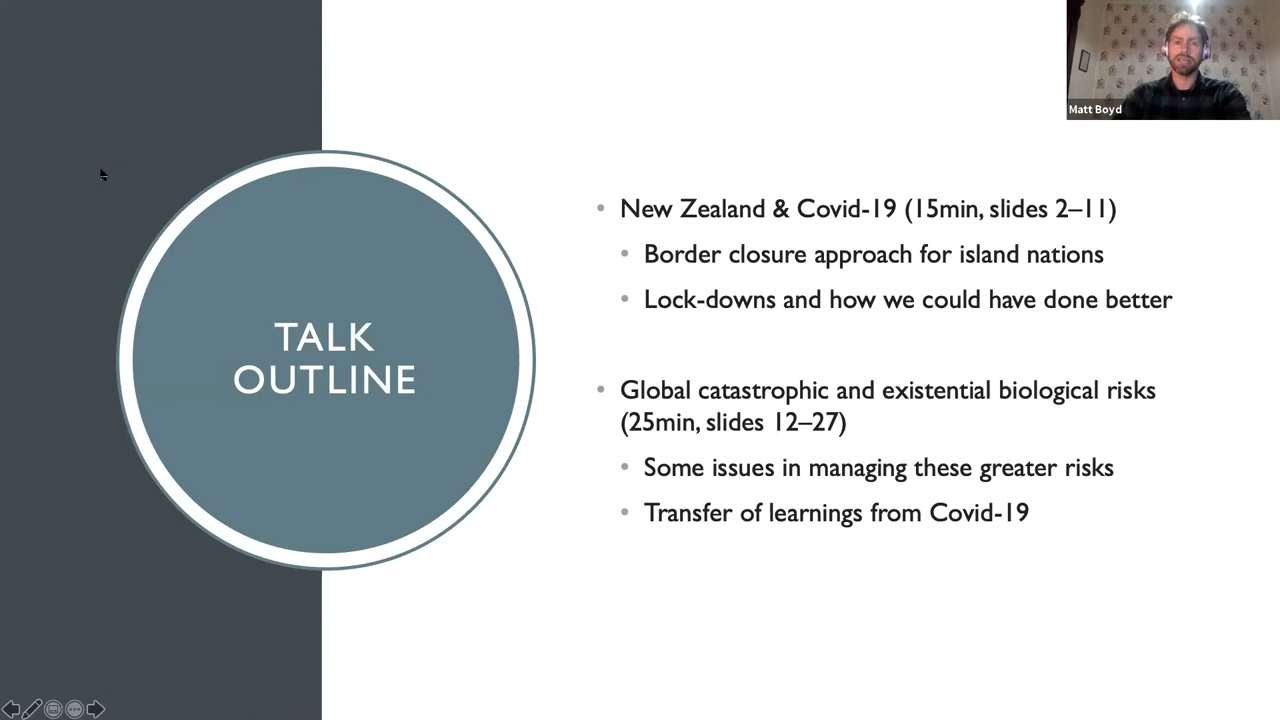 Matt Boyd
TALK
OUTLINE
New Zealand & Covid-19 (15min, slides 2–11)
Border closure approach for island nations
Lock-downs and how we could have done better
Global catastrophic and existential biological risks
(25min, slides 12–27)
Some issues in managing these greater risks
Transfer of learnings from Covid-19